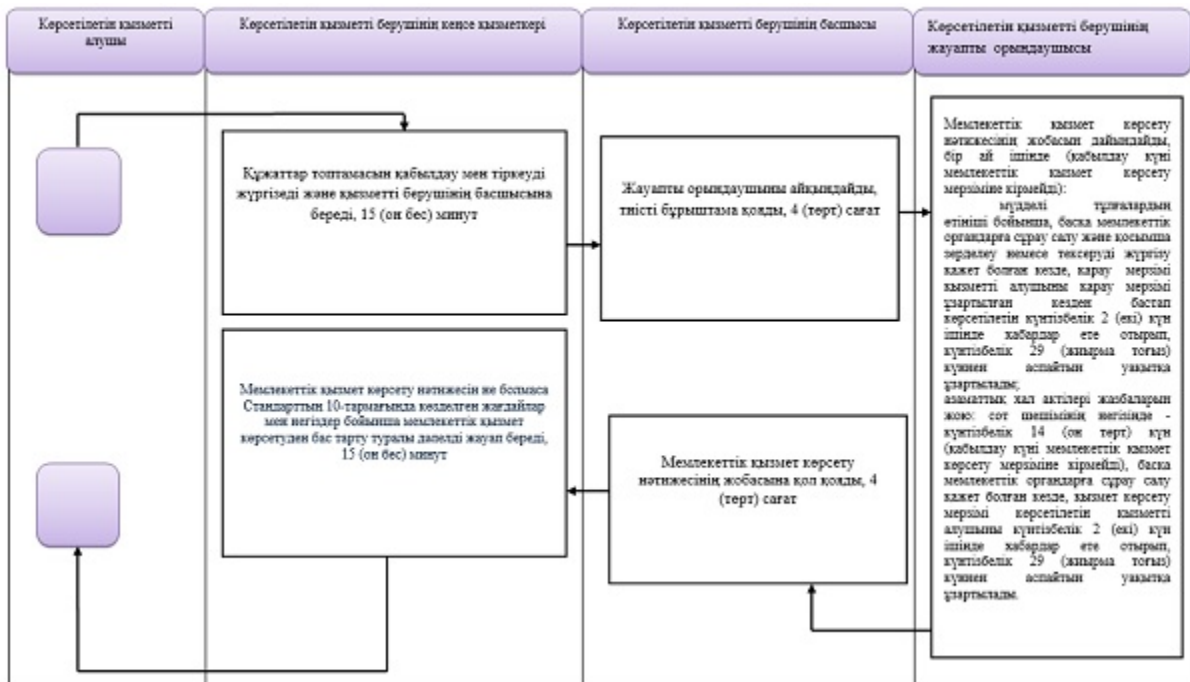 Көрсетілетін қызметті
алушы
Көрсетілетін қызметті берушінің кеңсе қызметкері
Көрсетілетін қызметті берушінің басшысы
Көрсетілетін қызметті берушінің
жауапты орындаушысы
Құжаттар топтамасын қабылдау мен тіркеуді
жүргізеді және қызметті берушінің басшысына
береді, 15 (он бес) минут
Жауапты орындаушыны айқындайды,
тиісті бұрыштама қояды, 4 (төрт) сағат
Мемлекеттік қызмет көрсету
нәтижесінің жобасын дайындайды,
бір ай ішінде (қабылдау күні
мемлекеттік қызмет көрсету
мерзіміне кірмейді):
мүдделі тұлғалардың
өтініші бойынша, басқа мемлекеттік
органдарға сұрау салу және қосымша
зерделеу немесе тексеруді жүргізу
қажет болған кезде, қарау мерзімі
қызметті алушыны қарау мерзімі
ұзартылған кезден бастап
көрсетілетін күнтізбелік 2 (екі) күн
ішінде хабардар ете отырып,
күнтізбелік 29 (жиырма тоғыз)
күннен аспайтын уақытқа
ұзартылады;
азаматтық хал актілері жазбаларын
жою: сот шешімінің негізінде -
күнтізбелік 14 (он төрт) күн
(қабылдау күні мемлекеттік қызмет
көрсету мерзіміне кірмейді), басқа
мемлекеттік органдарға сұрау салу
қажет болған кезде, қызмет көрсету
мерзімі көрсетілетін қызметті
алушыны күнтізбелік 2 (екі) күн
ішінде хабардар ете отырып,
күнтізбелік 29 (жиырма тоғыз)
күннен аспайтын уақытқа
ұзартылады.
Мемлекеттік қызмет көрсету
нәтижесінің жобасына қол қояды, 4
(төрт) сағат
Мемлекеттік қызмет көрсету нәтижесін не болмаса
Стандарттың 10-тармағында көзделген жағдайлар
мен негіздер бойынша мемлекеттік қызмет
көрсетуден бас тарту туралы дәлелді жауап береді,
15 (он бес) минут